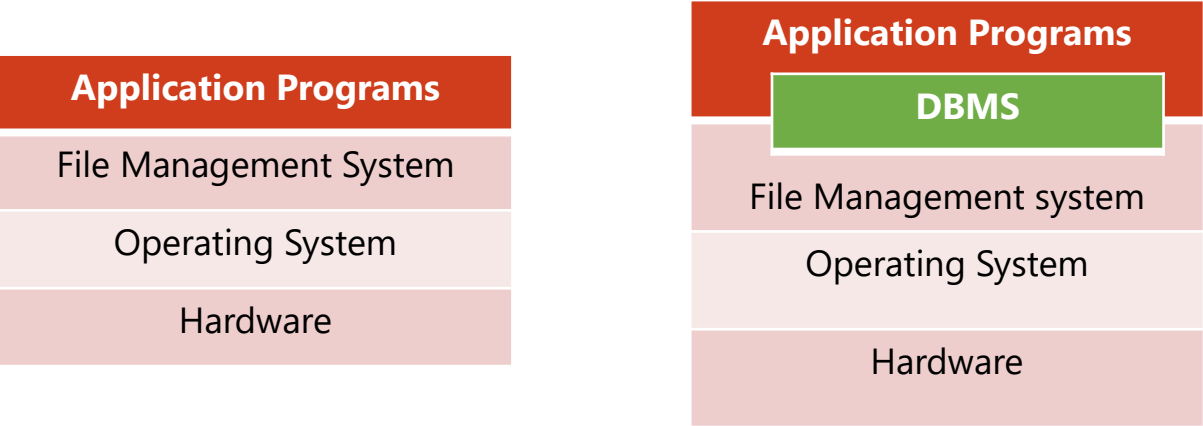 Application Programs
File Management System
Operating System
Hardware
Application Programs
DBMS
File Management system
Operating System
Hardware